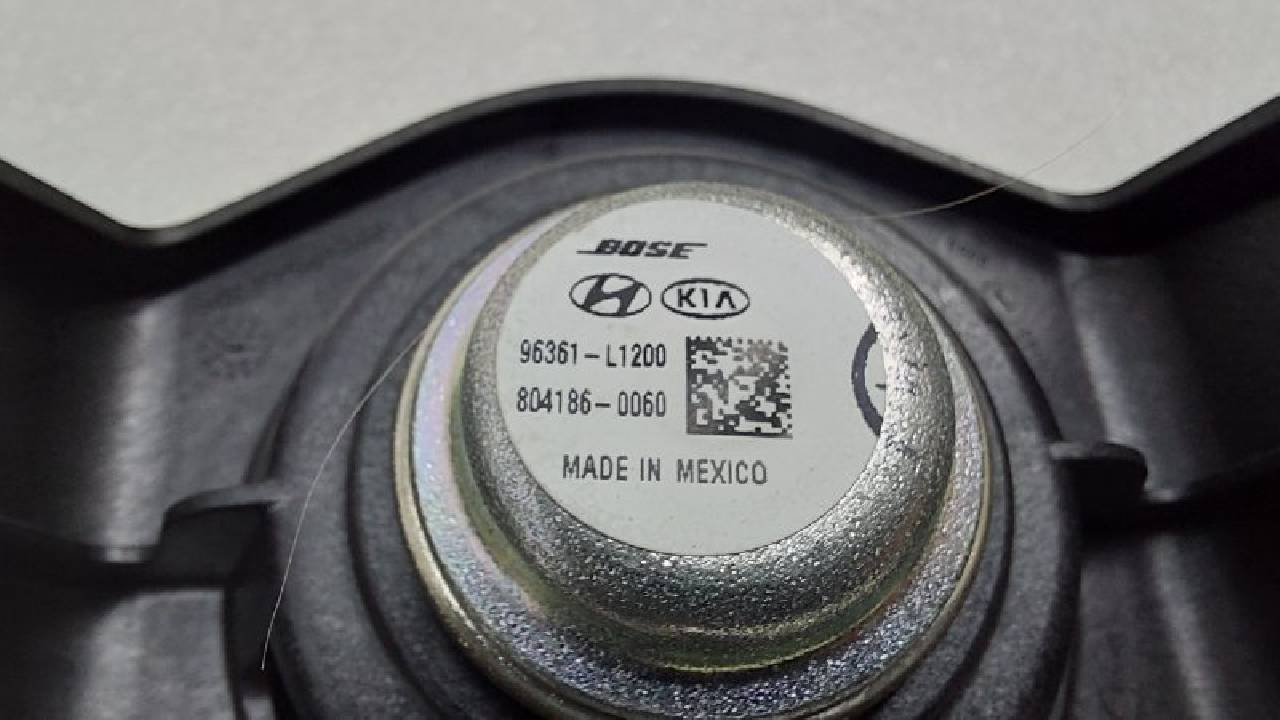 BOSE
KIA
96361-L1200
804186-0060
MADE IN MEXICO